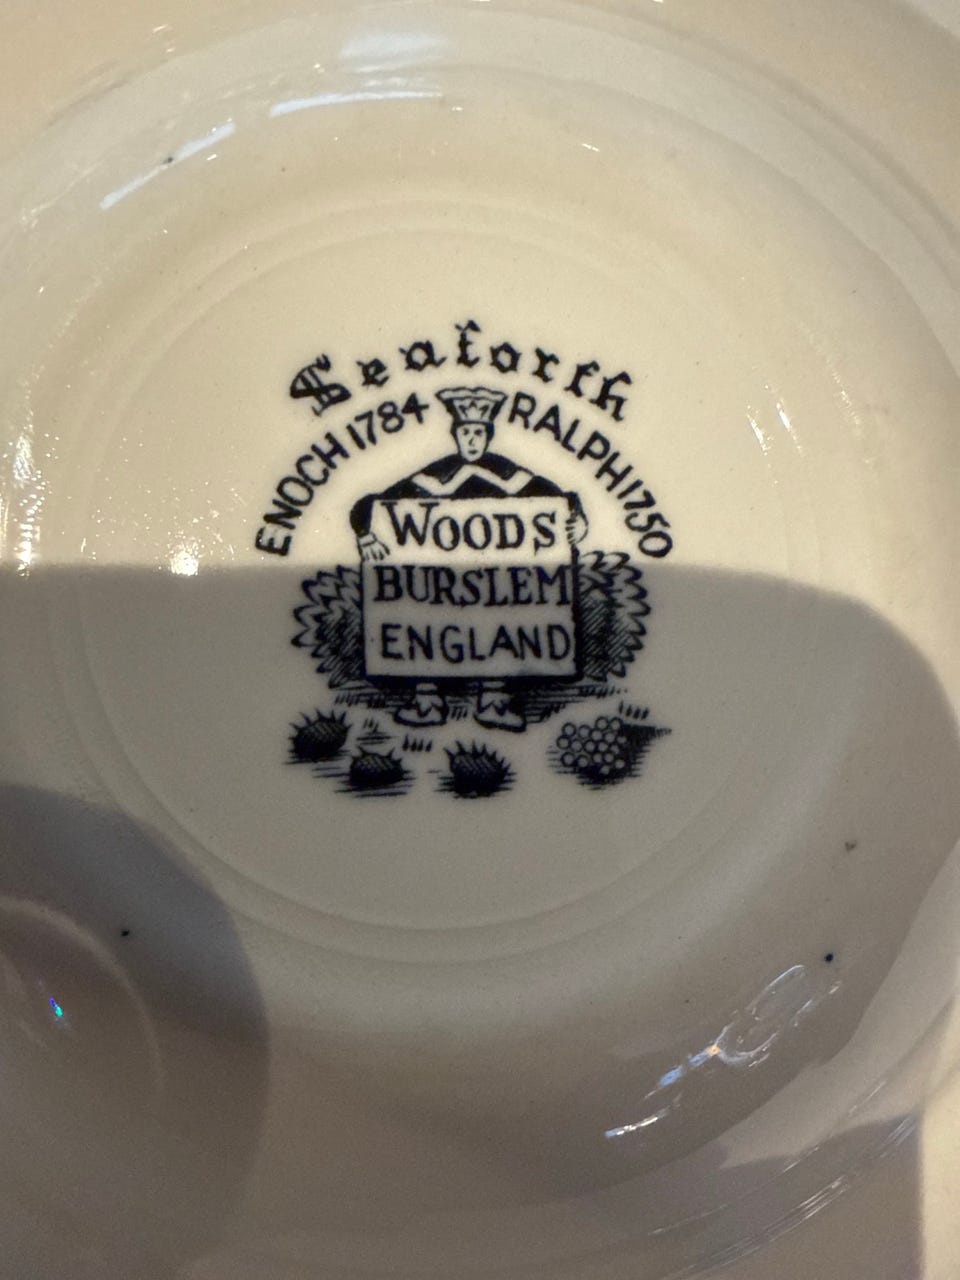 Seaforth
ENOCH 1784 RALPH 1750
WOODS
BURSLEM
ENGLAND